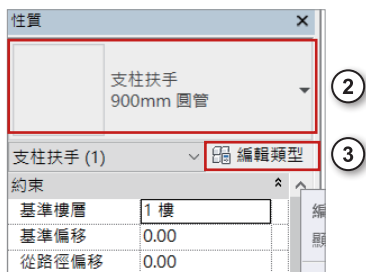 性質
支柱扶手
900mm 圓管
②
支柱扶手 (1)
編輯類型
③
約束
基準樓層 1 樓
基準偏移 0.00
從路徑偏移 0.00
編
顯